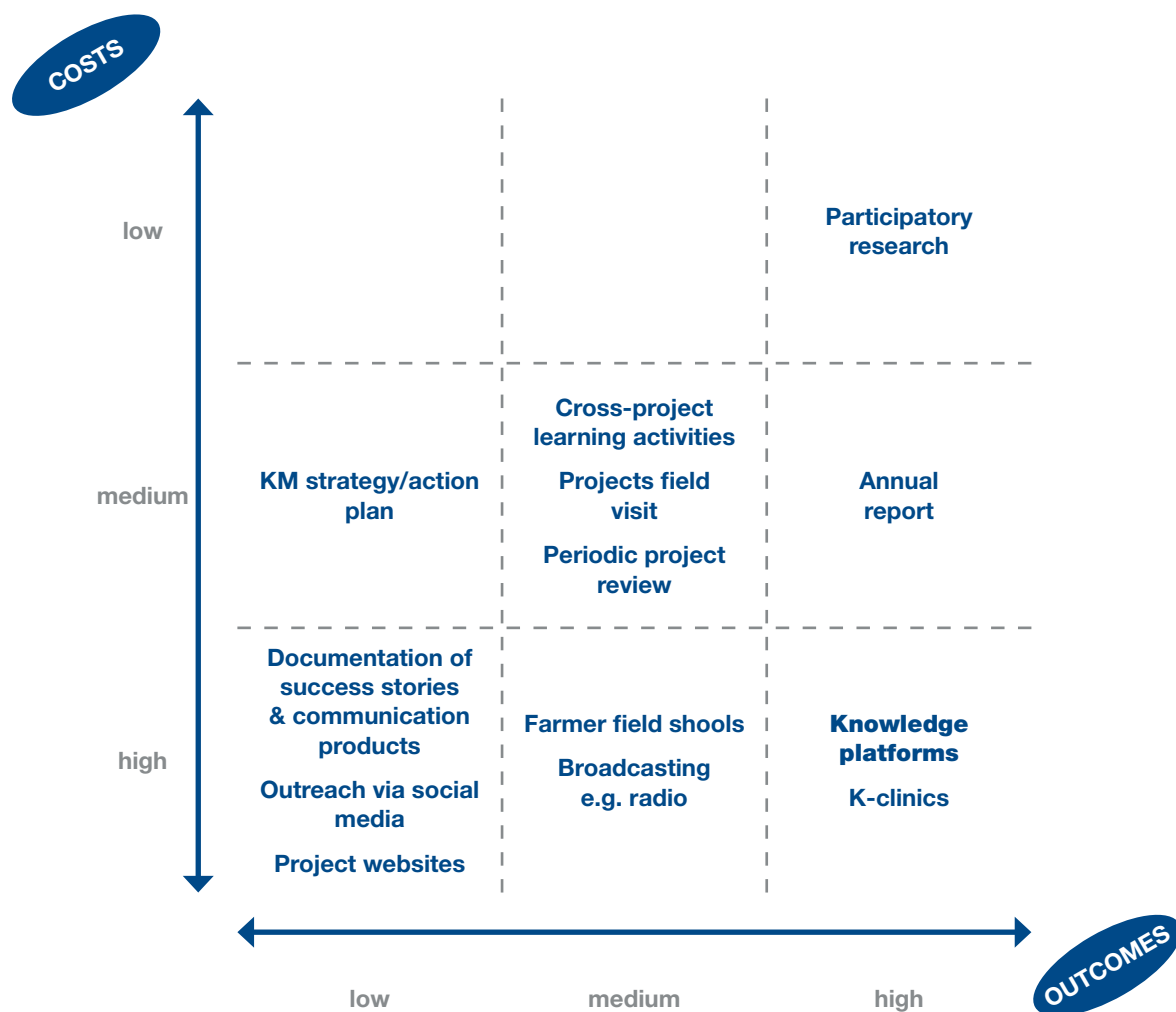 COSTS
low
Participatory
research
medium
KM strategy/action
plan
Cross-project
learning activities
Projects field
visit
Periodic project
review
Annual
report
high
Documentation of
success stories
& communication
products
Outreach via social
media
Project websites
Farmer field shools
Broadcasting
e.g. radio
Knowledge
platforms
K-clinics
low
medium
high
OUTCOMES